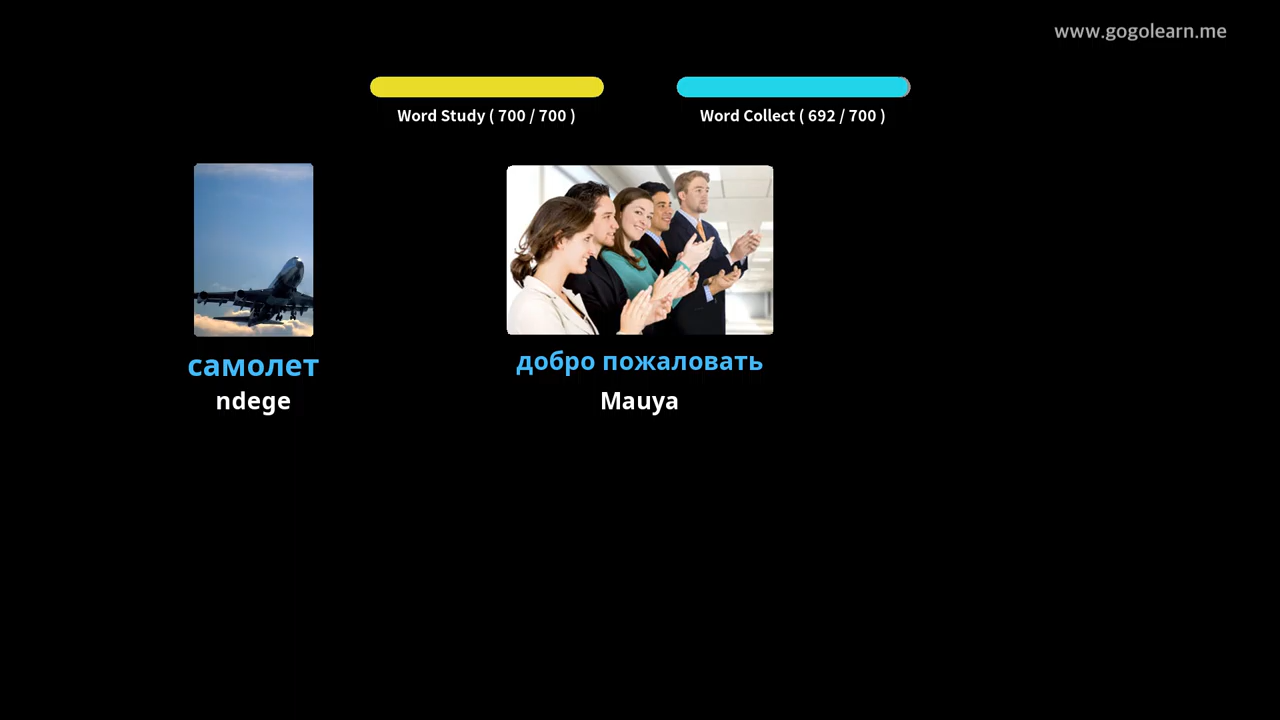 www.gogolearn.me
Word Study ( 700 / 700 )
Word Collect ( 692 / 700 )
самолет
ndege
добро пожаловать
Mauya